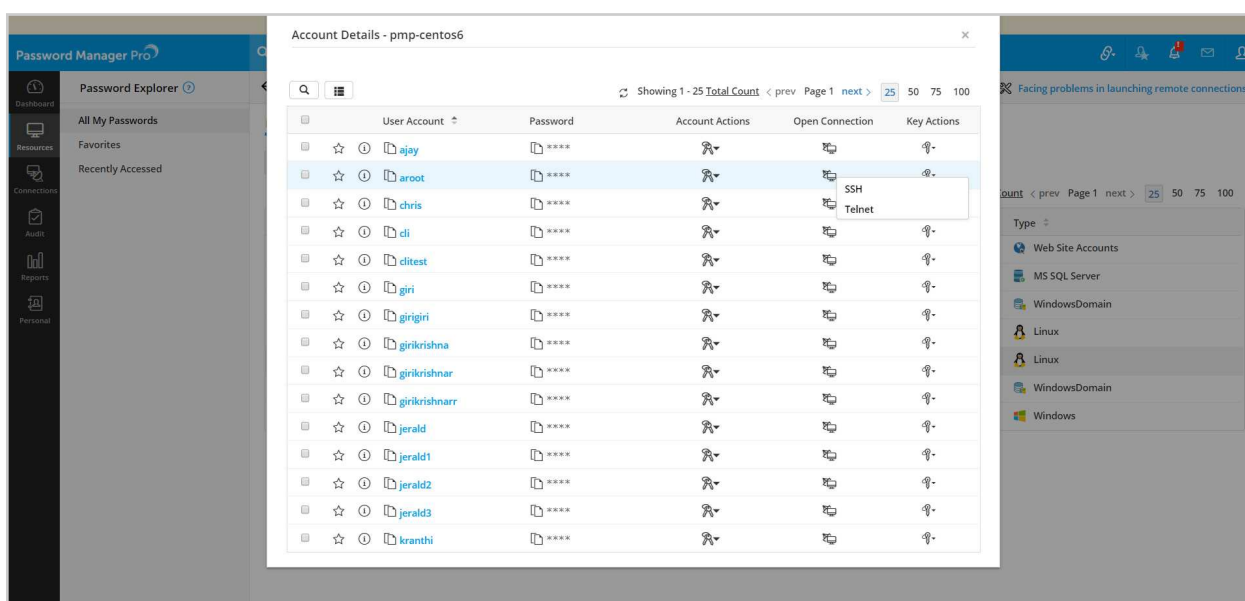 Account Details - pmp-centos6 ×
Password Manager Pro
Dashboard
Resources
Connections
Audit
Reports
Personal
Password Explorer
All My Passwords
Favorites
Recently Accessed
Showing 1 - 25 Total Count < prev Page 1 next > 25 50 75 100
User Account Password Account Actions Open Connection Key Actions
ajay ****
aroot ****
SSH
Telnet
chris ****
cli ****
clitest ****
giri ****
girigiri ****
girikrishna ****
girikrishnar ****
girikrishnarr ****
jerald ****
jerald1 ****
jerald2 ****
jerald3 ****
kranthi ****
Facing problems in launching remote connections
< prev Page 1 next > 25 50 75 100
Type
Web Site Accounts
MS SQL Server
WindowsDomain
Linux
Linux
WindowsDomain
Windows